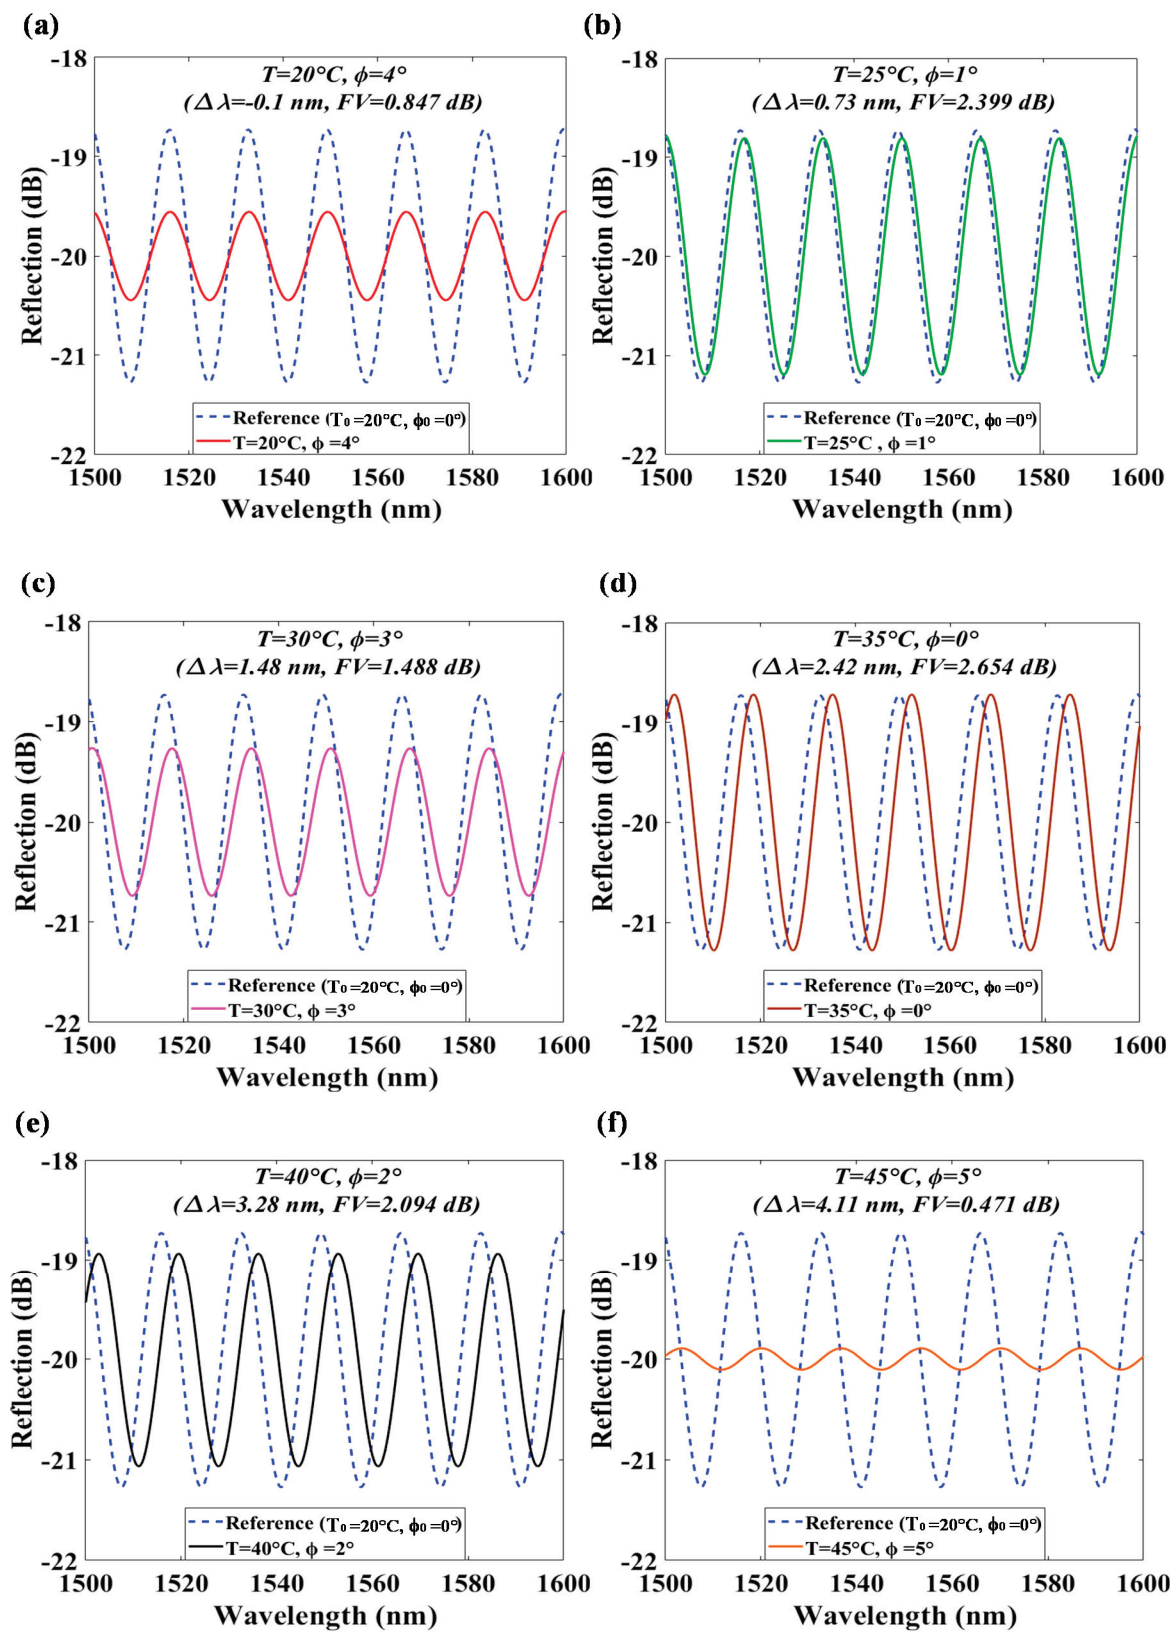 (a)
T=20°C, ϕ=4°
(Δλ=-0.1 nm, FV=0.847 dB)
-18
-19
-20
-21
-22
Reflection (dB)
Reference (T₀=20°C, ϕ₀=0°)
T=20°C, ϕ =4°
1500 1520 1540 1560 1580 1600
Wavelength (nm)
(b)
T=25°C, ϕ=1°
(Δλ=0.73 nm, FV=2.399 dB)
-18
-19
-20
-21
-22
Reflection (dB)
Reference (T₀=20°C, ϕ₀=0°)
T=25°C , ϕ =1°
1500 1520 1540 1560 1580 1600
Wavelength (nm)
(c)
T=30°C, ϕ=3°
(Δλ=1.48 nm, FV=1.488 dB)
-18
-19
-20
-21
-22
Reflection (dB)
Reference (T₀=20°C, ϕ₀=0°)
T=30°C, ϕ =3°
1500 1520 1540 1560 1580 1600
Wavelength (nm)
(d)
T=35°C, ϕ=0°
(Δλ=2.42 nm, FV=2.654 dB)
-18
-19
-20
-21
-22
Reflection (dB)
Reference (T₀=20°C, ϕ₀=0°)
T=35°C, ϕ =0°
1500 1520 1540 1560 1580 1600
Wavelength (nm)
(e)
T=40°C, ϕ=2°
(Δλ=3.28 nm, FV=2.094 dB)
-18
-19
-20
-21
-22
Reflection (dB)
Reference (T₀=20°C, ϕ₀=0°)
T=40°C, ϕ =2°
1500 1520 1540 1560 1580 1600
Wavelength (nm)
(f)
T=45°C, ϕ=5°
(Δλ=4.11 nm, FV=0.471 dB)
-18
-19
-20
-21
-22
Reflection (dB)
Reference (T₀=20°C, ϕ₀=0°)
T=45°C, ϕ =5°
1500 1520 1540 1560 1580 1600
Wavelength (nm)